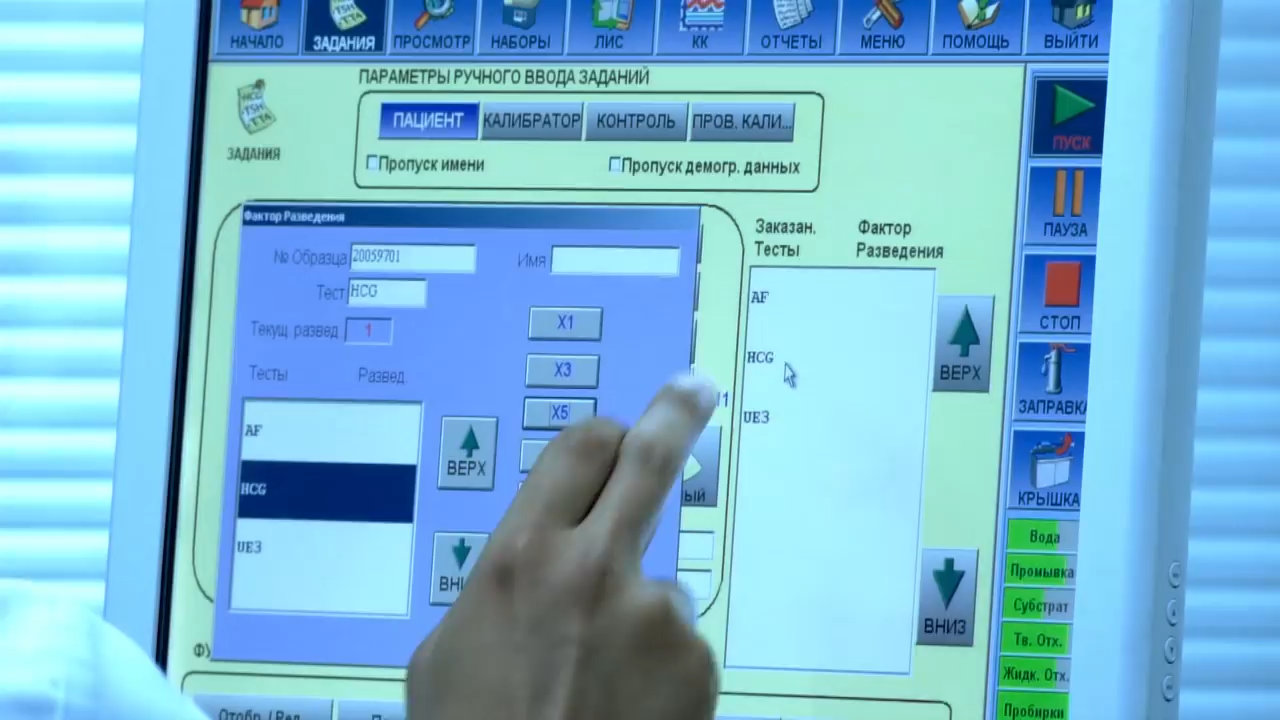 НАЧАЛО ЗАДАНИЯ ПРОСМОТР НАБОРЫ ЛИС КК ОТЧЕТЫ МЕНЮ ПОМОЩЬ ВЫЙТИ
ЗАДАНИЯ
ПАРАМЕТРЫ РУЧНОГО ВВОДА ЗАДАНИЙ
ПАЦИЕНТ КАЛИБРАТОР КОНТРОЛЬ ПРОВ. КАЛИ...
Пропуск имени Пропуск демогр. данных
Фактор Разведения
№ Образца 20059701 Имя
Тест HCG
Текущ. развед 1
Тесты Развед.
AF
HCG
UE3
ВЕРХ
X1
X3
X5
Заказан. Фактор
Тесты Разведения
AF
HCG
UE3
ВЕРХ
ВНИЗ
ПУСК
ПАУЗА
СТОП
ЗАПРАВКА
КРЫШКА
Вода
Промывка
Субстрат
Тв. Отх.
Жидк. Отх.
Пробирки